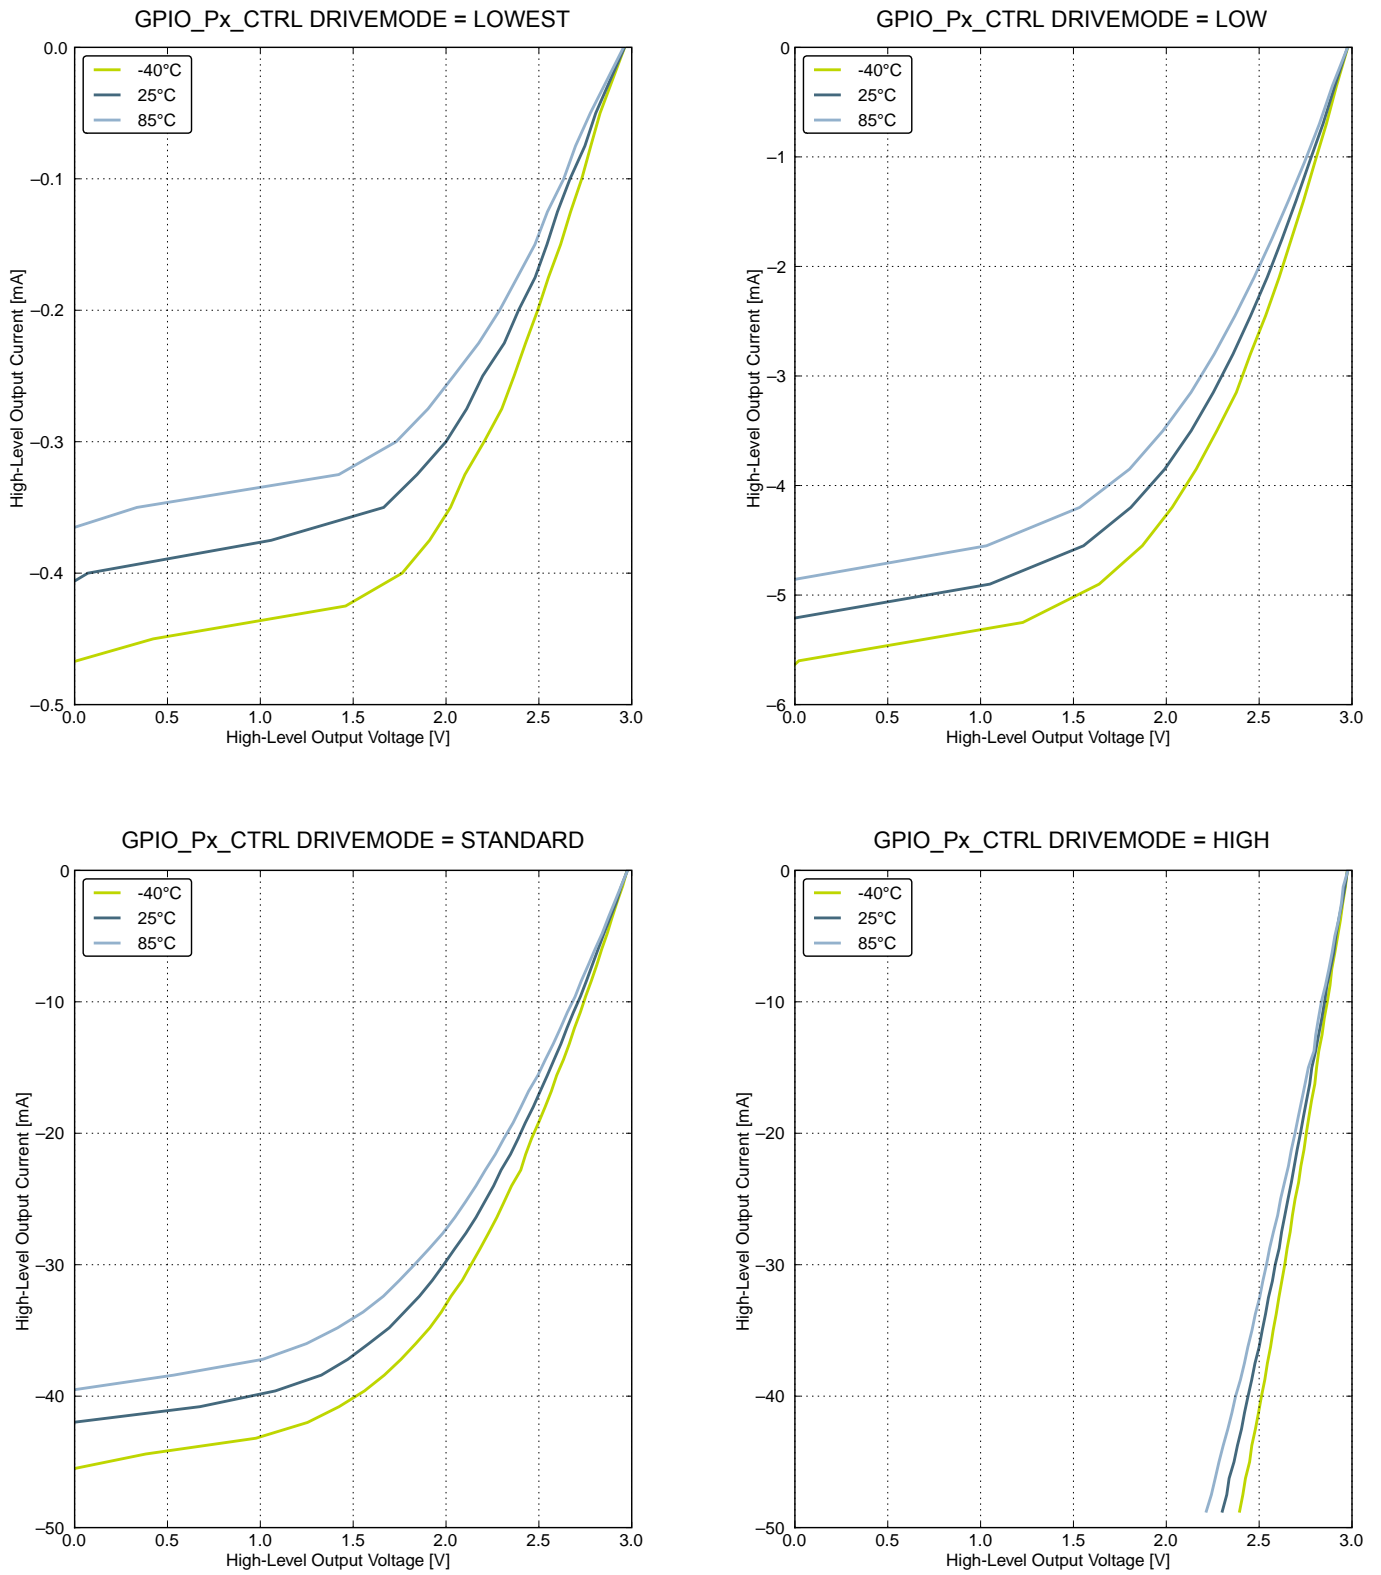 GPIO_Px_CTRL DRIVEMODE = LOWEST
0.0
–0.1
–0.2
–0.3
–0.4
–0.5
High-Level Output Current [mA]
-40°C
25°C
85°C
0.0 0.5 1.0 1.5 2.0 2.5 3.0
High-Level Output Voltage [V]
GPIO_Px_CTRL DRIVEMODE = LOW
0
–1
–2
–3
–4
–5
–6
High-Level Output Current [mA]
-40°C
25°C
85°C
0.0 0.5 1.0 1.5 2.0 2.5 3.0
High-Level Output Voltage [V]
GPIO_Px_CTRL DRIVEMODE = STANDARD
0
–10
–20
–30
–40
–50
High-Level Output Current [mA]
-40°C
25°C
85°C
0.0 0.5 1.0 1.5 2.0 2.5 3.0
High-Level Output Voltage [V]
GPIO_Px_CTRL DRIVEMODE = HIGH
0
–10
–20
–30
–40
–50
High-Level Output Current [mA]
-40°C
25°C
85°C
0.0 0.5 1.0 1.5 2.0 2.5 3.0
High-Level Output Voltage [V]